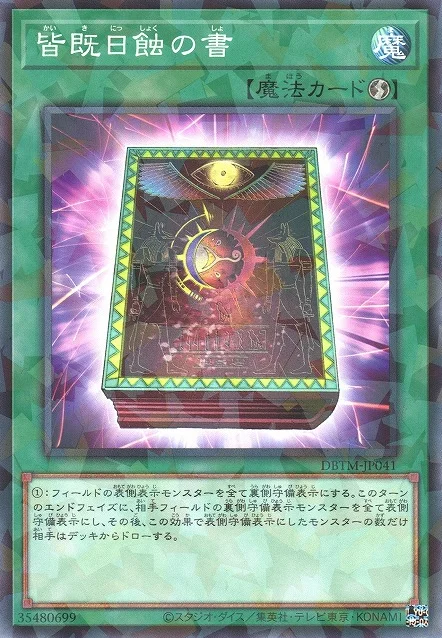 皆既日蝕の書
魔
【魔法カード】
DBTM-JP041
①：フィールドの表側表示モンスターを全て裏側守備表示にする。このターン
のエンドフェイズに、相手フィールドの裏側守備表示モンスターを全て表側
守備表示にし、その後、この効果で表側守備表示にしたモンスターの数だけ
相手はデッキからドローする。
35480699
©スタジオ・ダイス／集英社・テレビ東京・KONAMI